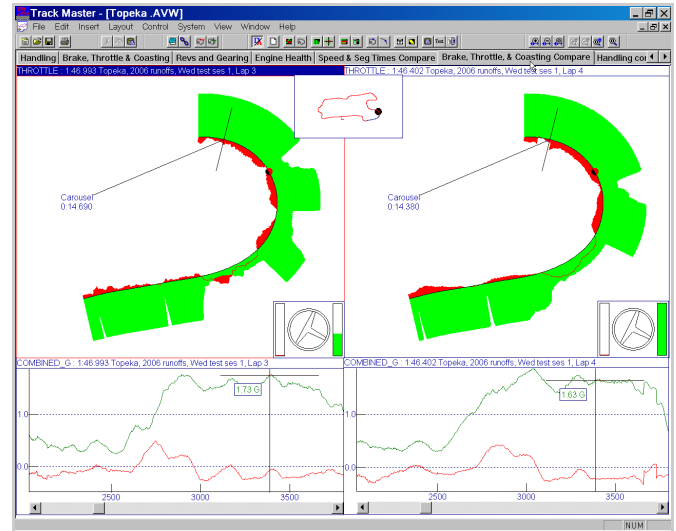 Track Master - [Topeka .AVW]
File Edit Insert Layout Control System View Window Help
Handling Brake, Throttle & Coasting Revs and Gearing Engine Health Speed & Seg Times Compare Brake, Throttle, & Coasting Compare Handling co
THROTTLE : 1:46.993 Topeka, 2006 runoffs, Wed test ses 1, Lap 3
THROTTLE : 1:46.402 Topeka, 2006 runoffs, Wed test ses 1, Lap 4
Carousel
0:14.690
Carousel
0:14.380
COMBINED_G : 1:46.993 Topeka, 2006 runoffs, Wed test ses 1, Lap 3
COMBINED_G : 1:46.402 Topeka, 2006 runoffs, Wed test ses 1, Lap 4
1.73 G
1.63 G
1.0
1.0
0.0
0.0
2500 3000 3500
2500 3000 3500
NUM